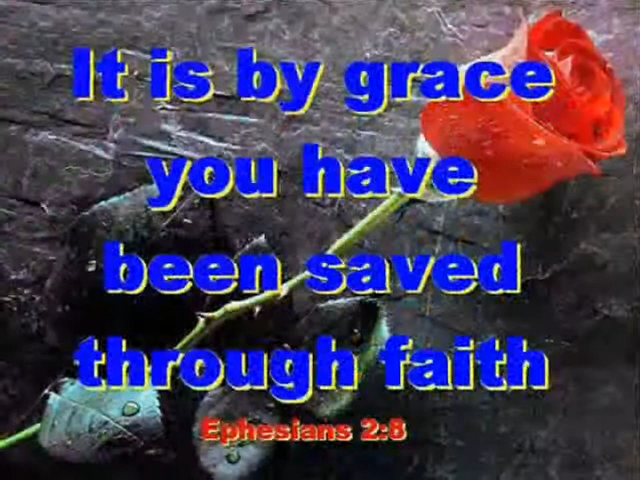 It is by grace
you have
been saved
through faith
Ephesians 2:8